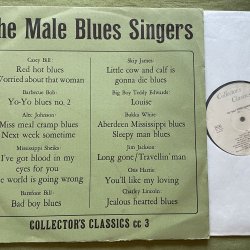 he Male Blues Singers
Casey Bill:
Red hot blues
Worried about that woman
Barbecue Bob:
Yo-Yo blues no. 2
Alec Johnson:
Miss meal cramp blues
Next week sometime
Mississippi Sheiks
I've got blood in my
eyes for you
he world is going wrong
Barefoot Bill:
Bad boy blues
Skip James:
Little cow and calf is
gonna die blues
Big Boy Teddy Edwards:
Louise
Bukka White:
Aberdeen Mississippi blues
Sleepy man blues
Jim Jackson
Long gone/Travellin' man
Otis Harris:
You'll like my loving
Charley Lincoln:
Jealous hearted blues
COLLECTOR'S CLASSICS cc 3